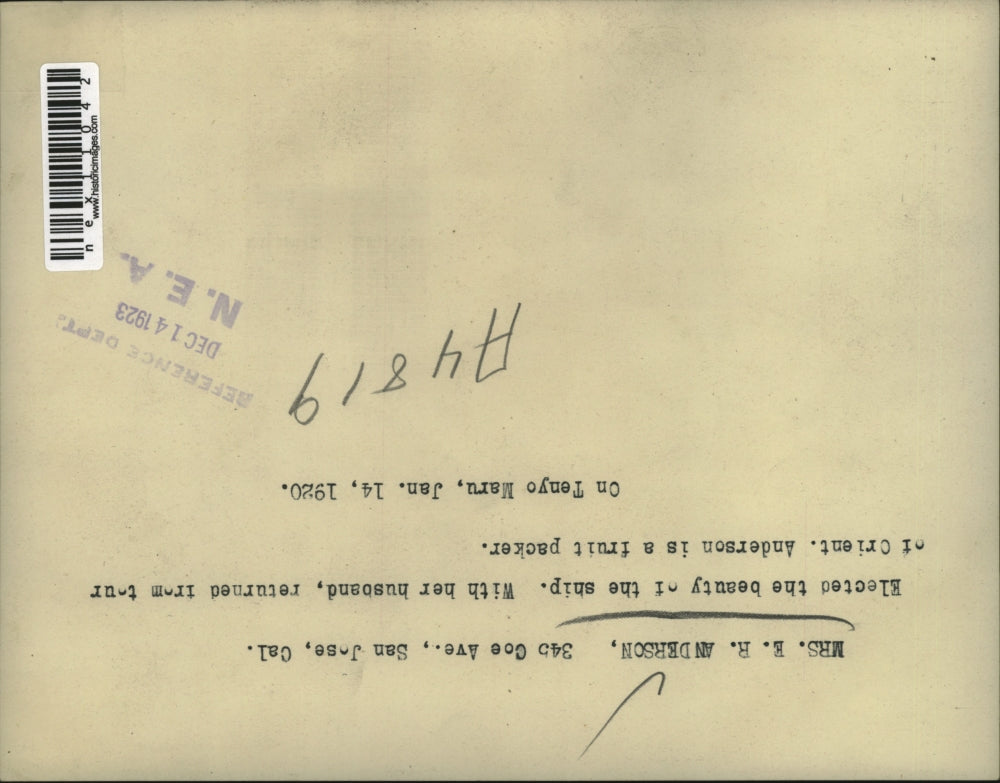 MRS. E. R. ANDERSON, 345 Coe Ave., San Jose, Cal.
Elected the beauty of the ship. With her husband, returned from tour
of Orient. Anderson is a fruit packer.
On Tenyo Maru, Jan. 14, 1920.
A4819
REFERENCE DEPT.
DEC 14 1923
N. E. A.
nex11042
www.historicimages.com